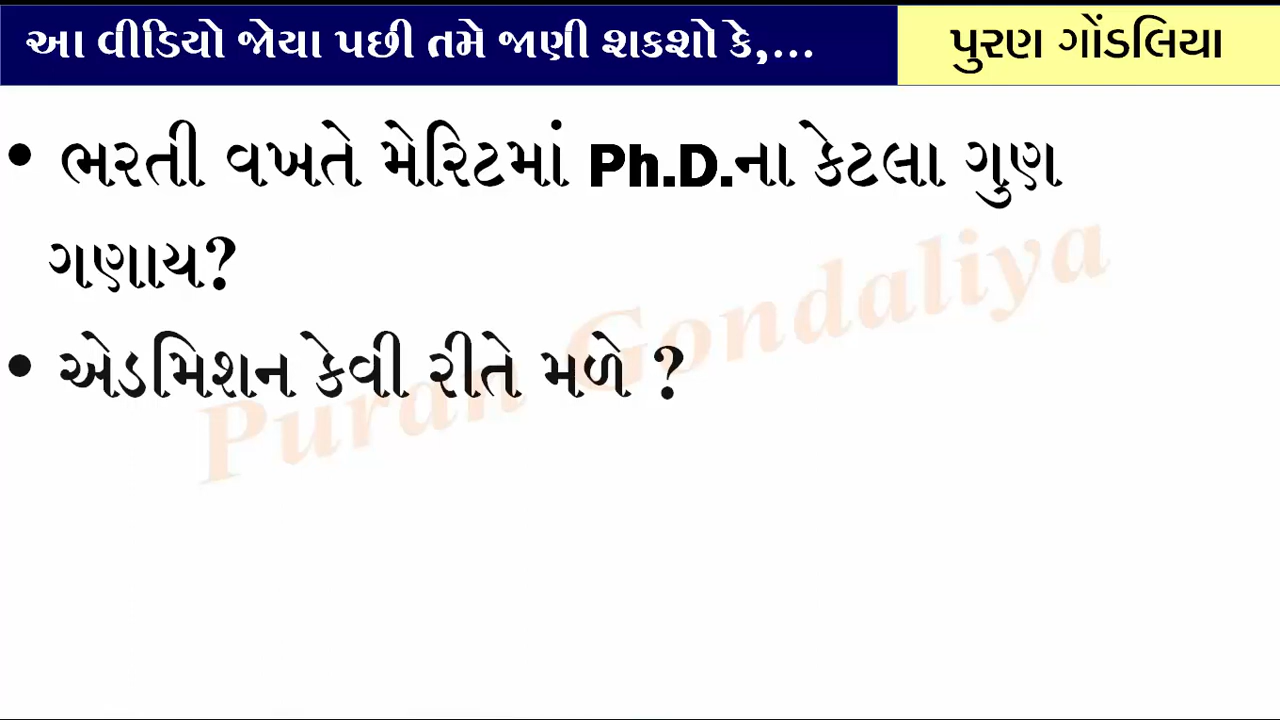 આ વીડિયો જોયા પછી તમે જાણી શકશો કે,...
પુરણ ગોંડલિયા
• ભરતી વખતે મેરિટમાં Ph.D.ના કેટલા ગુણ
ગણાય?
• એડમિશન કેવી રીતે મળે ?
Puran Gondaliya